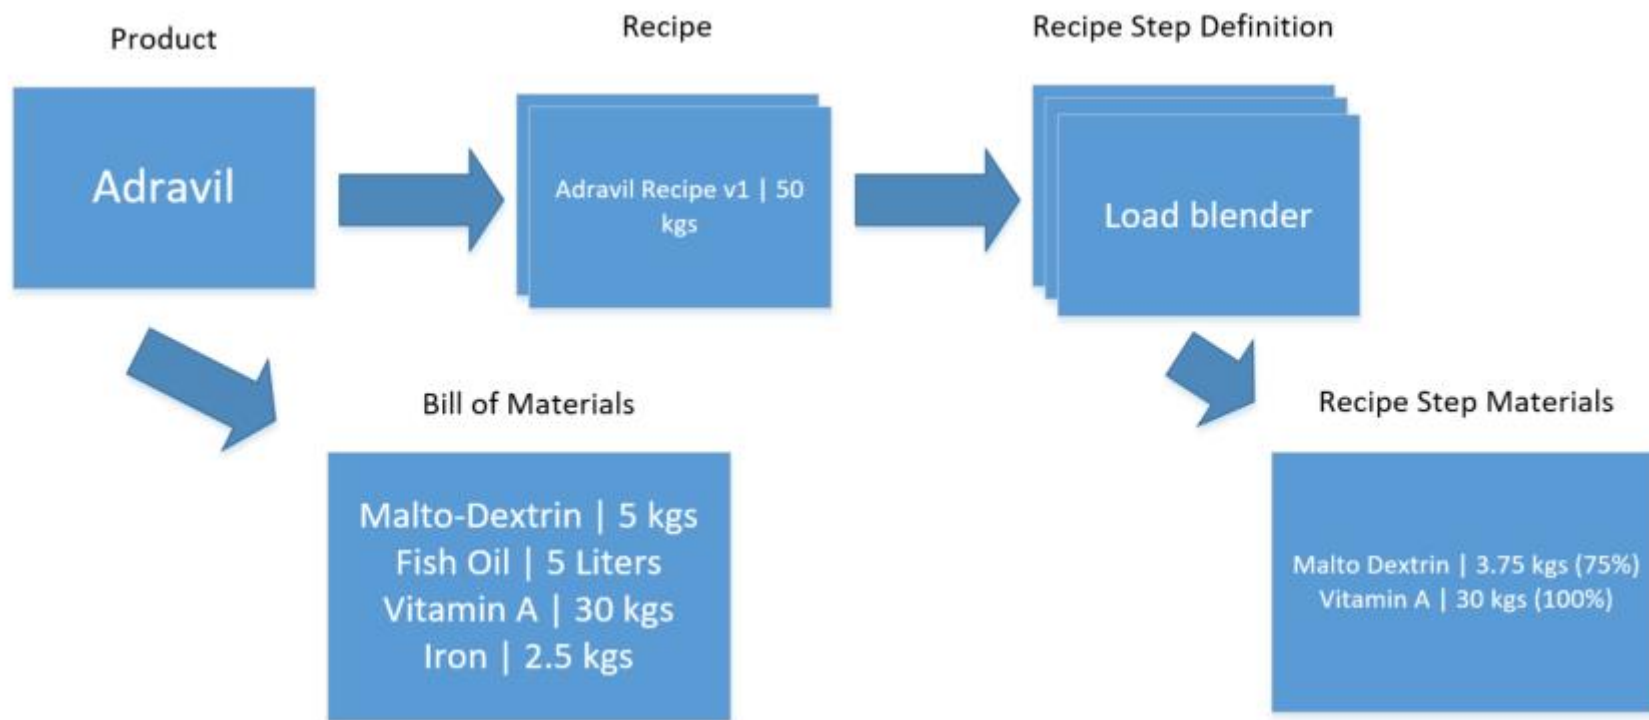 Product
Recipe
Recipe Step Definition
Adravil
Adravil Recipe v1 | 50
kgs
Load blender
Bill of Materials
Recipe Step Materials
Malto-Dextrin | 5 kgs
Fish Oil | 5 Liters
Vitamin A | 30 kgs
Iron | 2.5 kgs
Malto Dextrin | 3.75 kgs (75%)
Vitamin A | 30 kgs (100%)